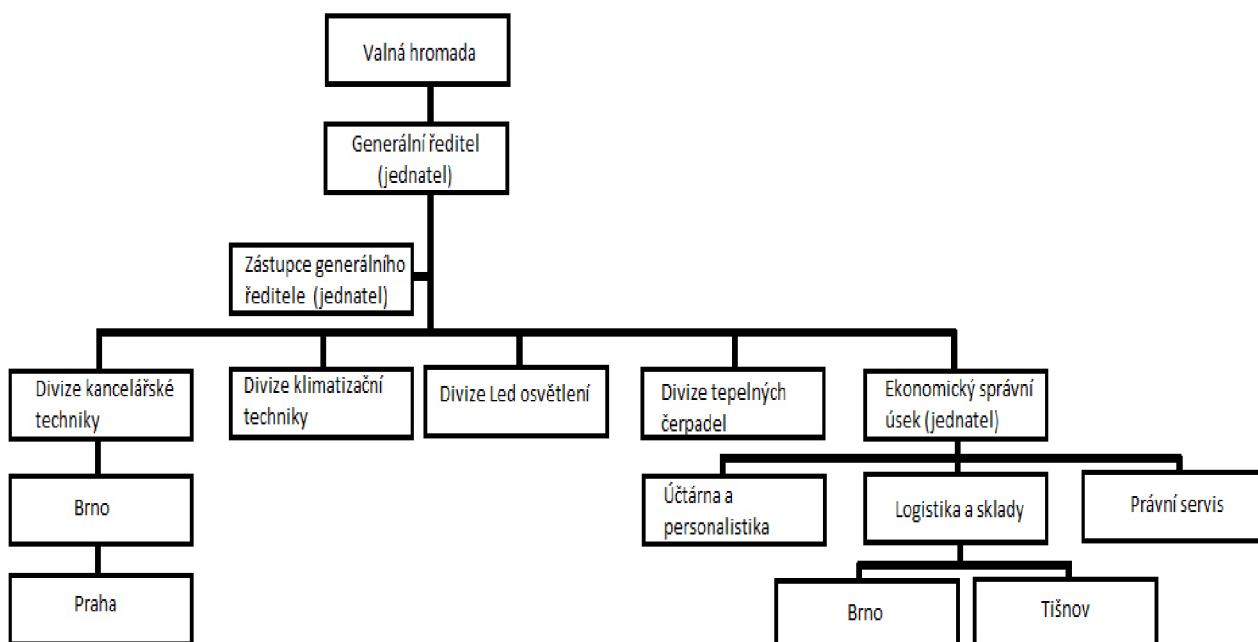 Valná hromada
Generální ředitel
(jednatel)
Zástupce generálního
ředitele (jednatel)
Divize kancelářské
techniky
Divize klimatizační
techniky
Divize Led osvětlení
Divize tepelných
čerpadel
Ekonomický správní
úsek (jednatel)
Brno
Praha
Účtárna a
personalistika
Logistika a sklady
Právní servis
Brno
Tišnov